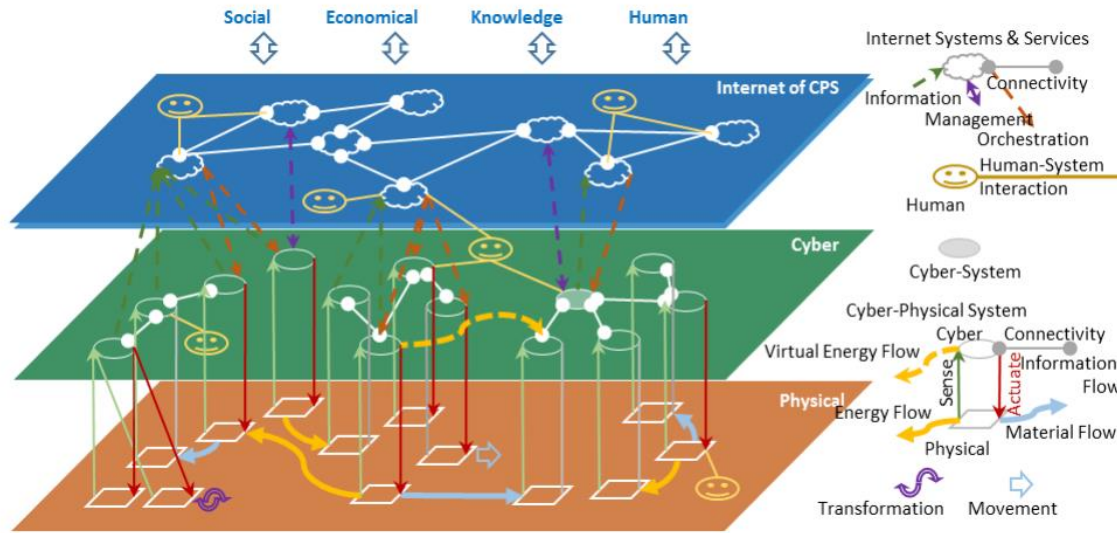 Social Economical Knowledge Human
Internet of CPS
Cyber
Physical
Internet Systems & Services
Connectivity
Information
Management
Orchestration
Human-System
Interaction
Human
Cyber-System
Cyber-Physical System
Cyber
Connectivity
Virtual Energy Flow
Information
Flow
Sense
Actuate
Energy Flow
Material Flow
Physical
Transformation
Movement